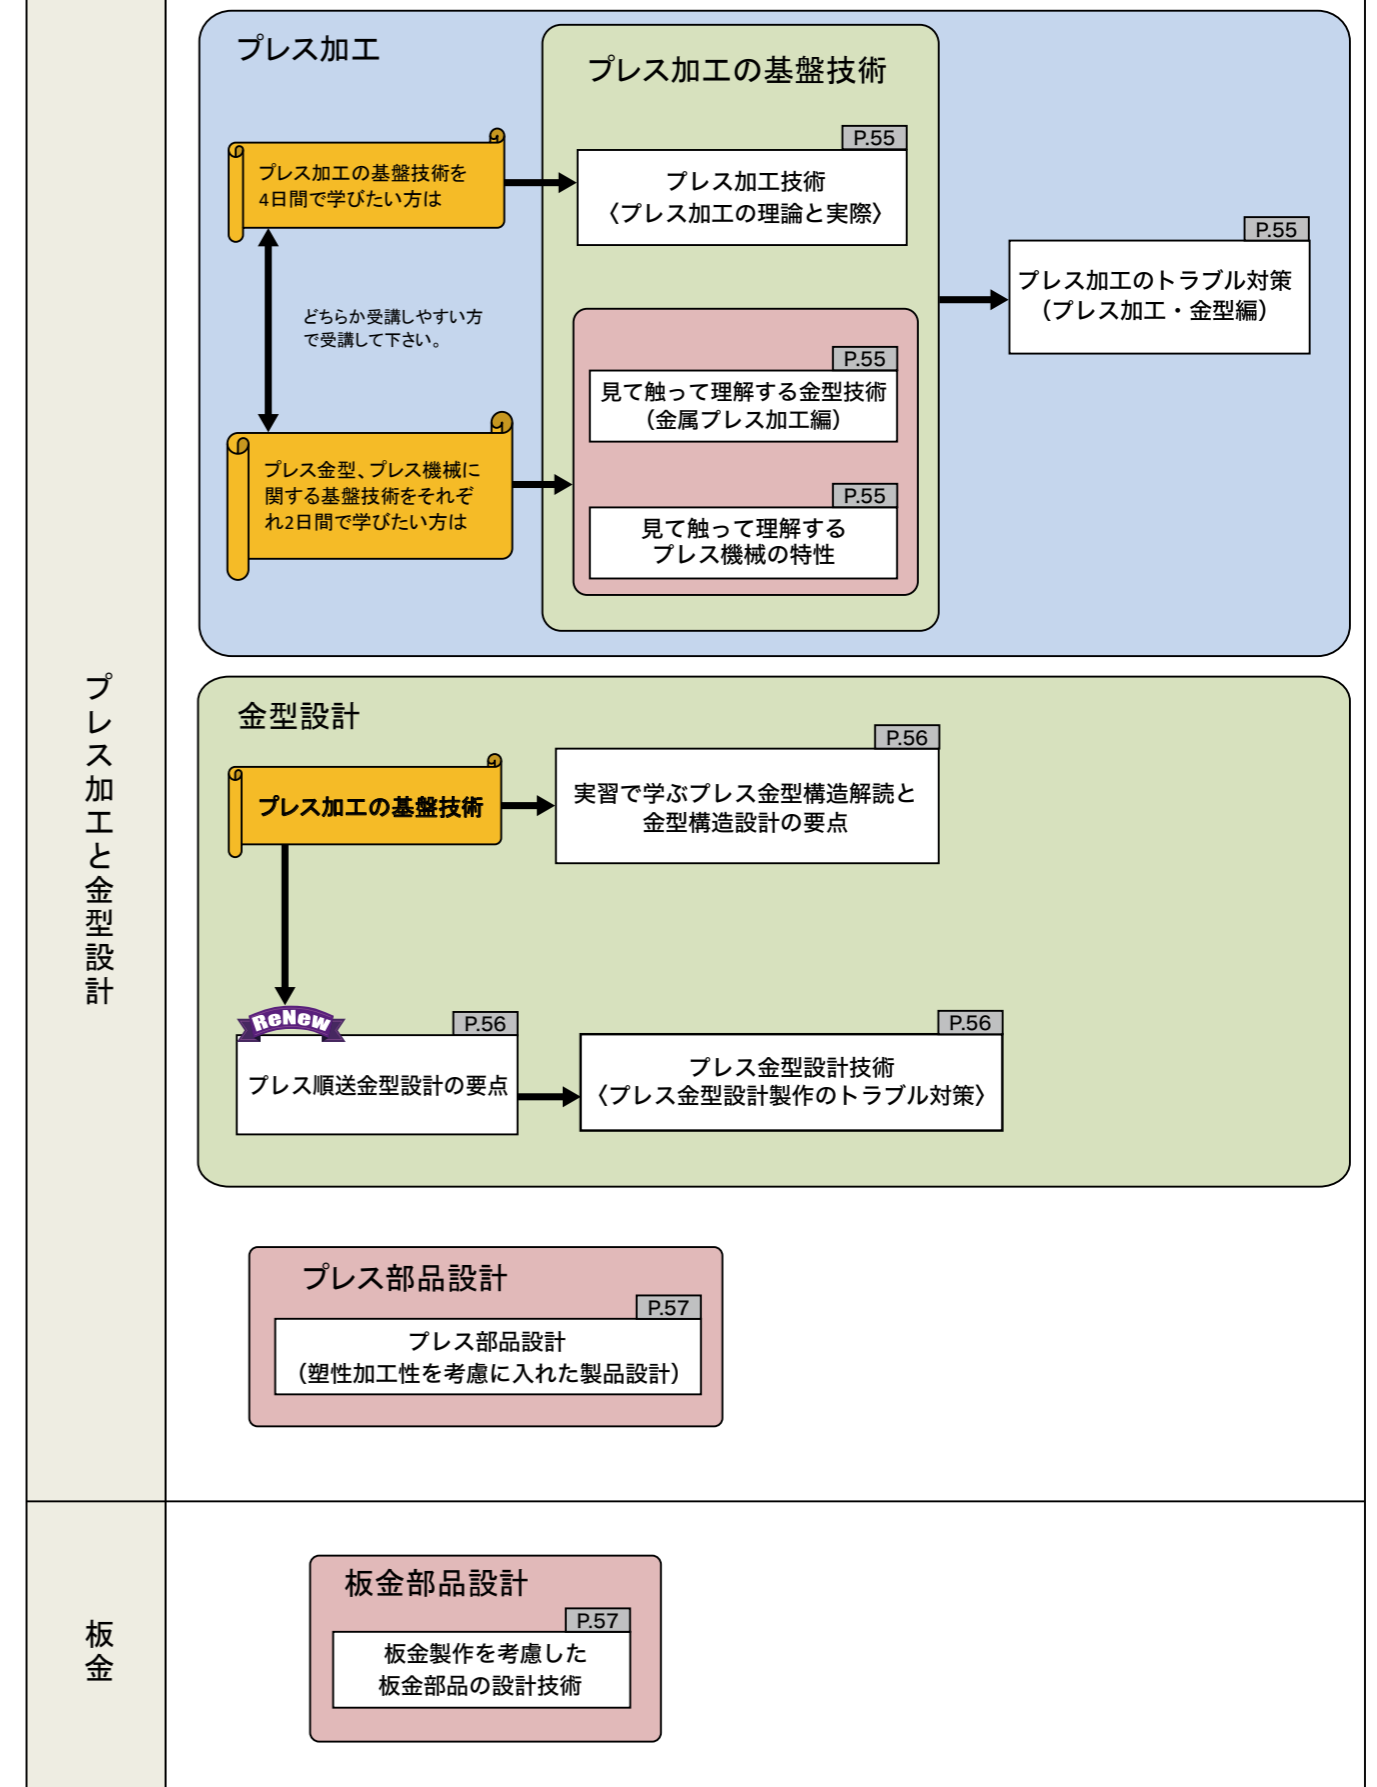 プレス加工と金型設計
プレス加工
プレス加工の基盤技術
プレス加工の基盤技術を
4日間で学びたい方は
P.55
プレス加工技術
〈プレス加工の理論と実際〉
どちらか受講しやすい方
で受講して下さい。
プレス金型、プレス機械に
関する基盤技術をそれぞ
れ2日間で学びたい方は
P.55
見て触って理解する金型技術
（金属プレス加工編）
P.55
見て触って理解する
プレス機械の特性
P.55
プレス加工のトラブル対策
（プレス加工・金型編）
金型設計
プレス加工の基盤技術
P.56
実習で学ぶプレス金型構造解読と
金型構造設計の要点
ReNew
P.56
プレス順送金型設計の要点
P.56
プレス金型設計技術
〈プレス金型設計製作のトラブル対策〉
プレス部品設計
P.57
プレス部品設計
（塑性加工性を考慮に入れた製品設計）
板金
板金部品設計
P.57
板金製作を考慮した
板金部品の設計技術